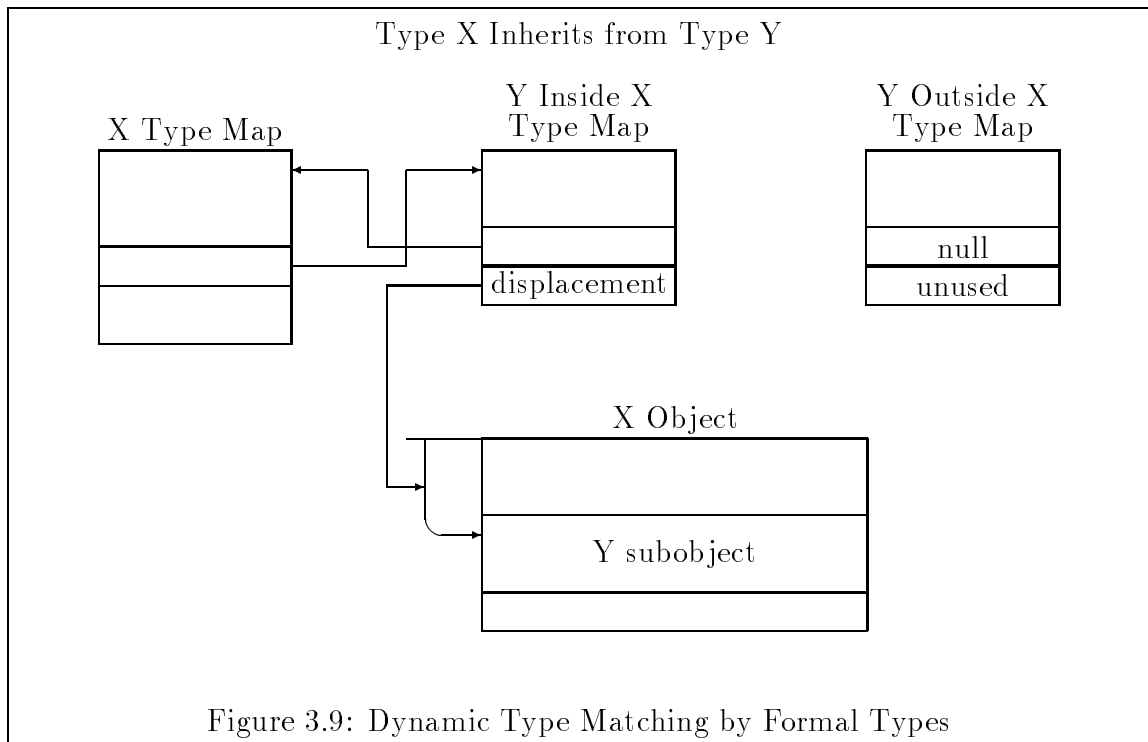 Type X Inherits from Type Y
X Type Map
Y Inside X
Type Map
Y Outside X
Type Map
null
displacement
unused
X Object
Y subobject
Figure 3.9: Dynamic Type Matching by Formal Types